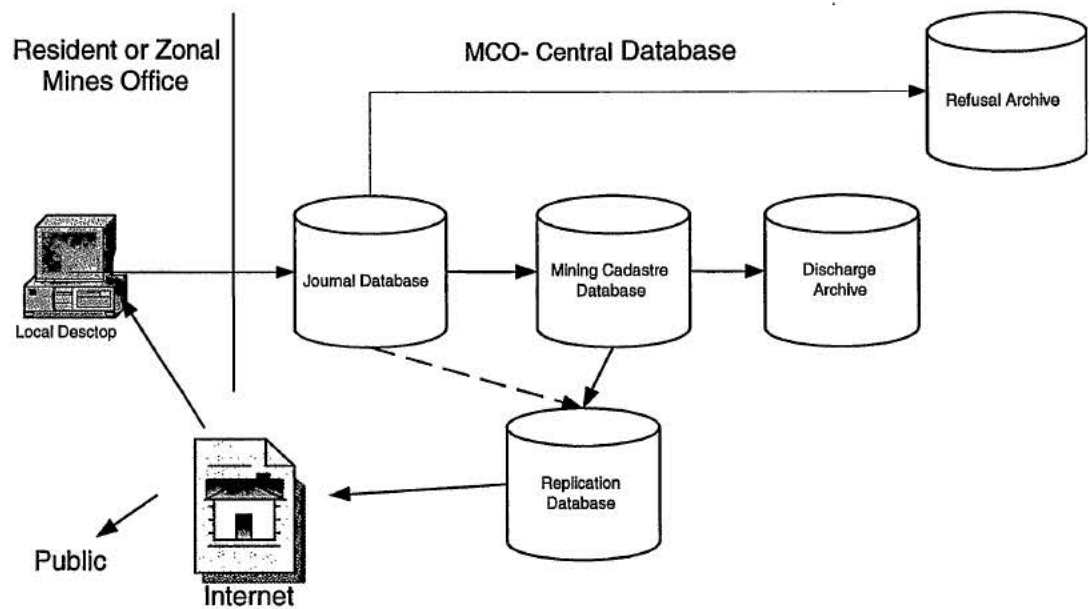 Resident or Zonal
Mines Office
MCO- Central Database
Refusal Archive
Journal Database
Mining Cadastre
Database
Discharge
Archive
Local Desctop
Replication
Database
Public
Internet